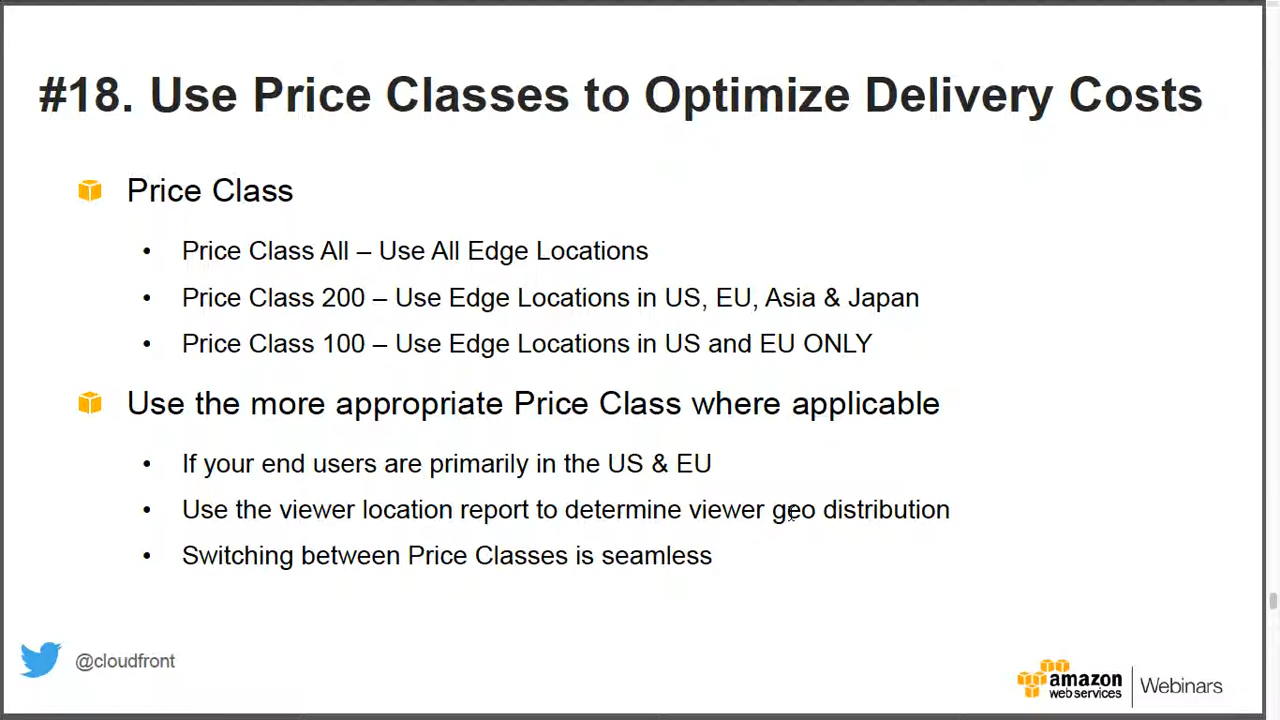 #18. Use Price Classes to Optimize Delivery Costs
Price Class
• Price Class All – Use All Edge Locations
• Price Class 200 – Use Edge Locations in US, EU, Asia & Japan
• Price Class 100 – Use Edge Locations in US and EU ONLY
Use the more appropriate Price Class where applicable
• If your end users are primarily in the US & EU
• Use the viewer location report to determine viewer geo distribution
• Switching between Price Classes is seamless
@cloudfront
amazon
web services
Webinars